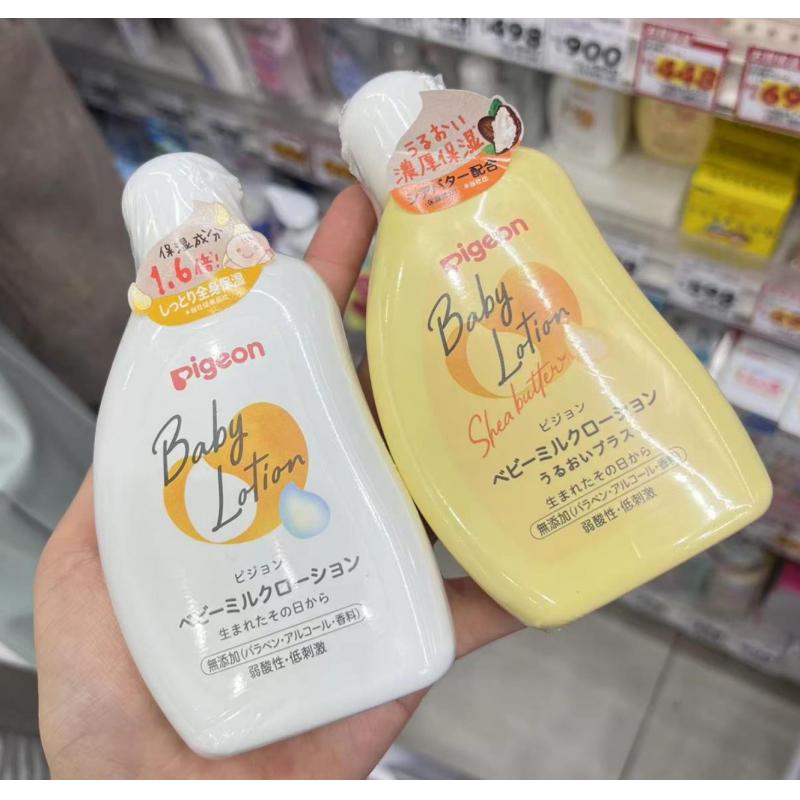 保湿成分
1.6倍!
しっとり全身保湿
Pigeon
Baby
Lotion
ピジョン
ベビーミルクローション
生まれたその日から
無添加(パラベン・アルコール・香料)
弱酸性・低刺激
うるおい
濃厚保湿
シアバター配合
Pigeon
Baby
Lotion
Shea butter
ピジョン
ベビーミルクローション
うるおいプラス
生まれたその日から
無添加(パラベン・アルコール・香料)
弱酸性・低刺激
498
900
448